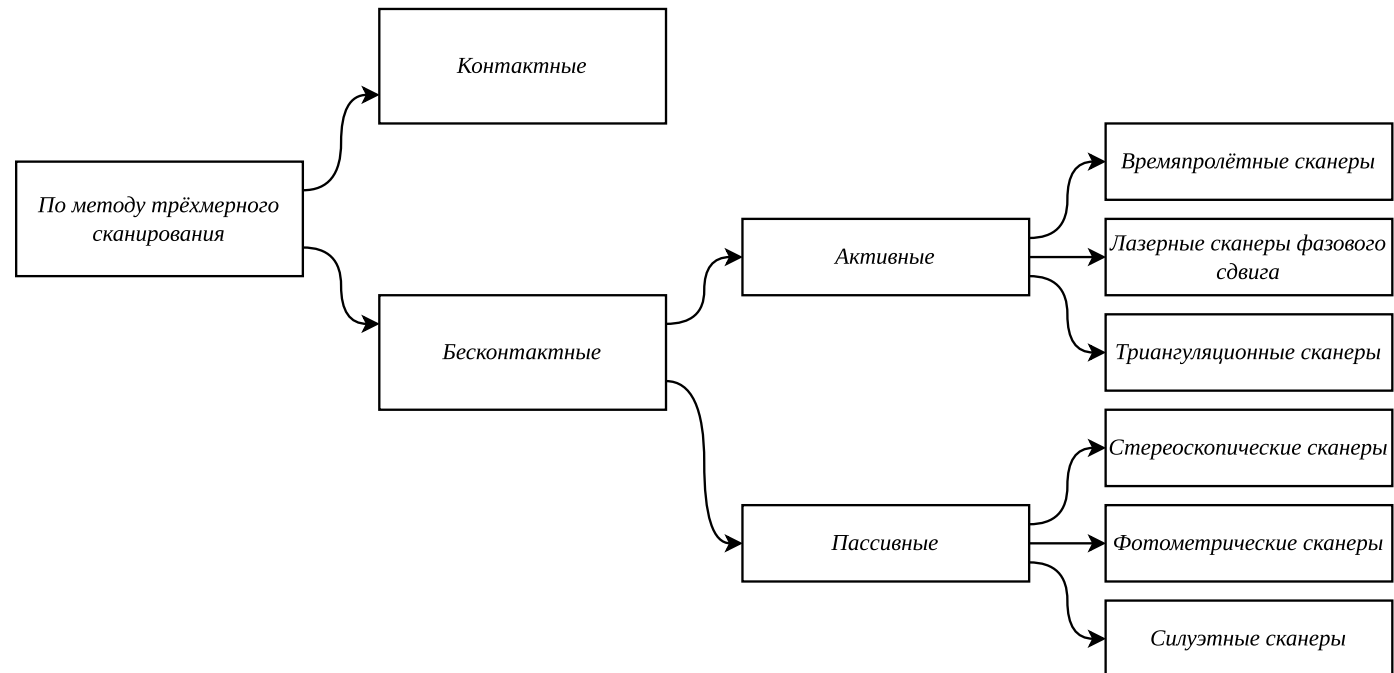 Контактные
По методу трёхмерного
сканирования
Бесконтактные
Активные
Пассивные
Времяпролётные сканеры
Лазерные сканеры фазового
сдвига
Триангуляционные сканеры
Стереоскопические сканеры
Фотометрические сканеры
Силуэтные сканеры